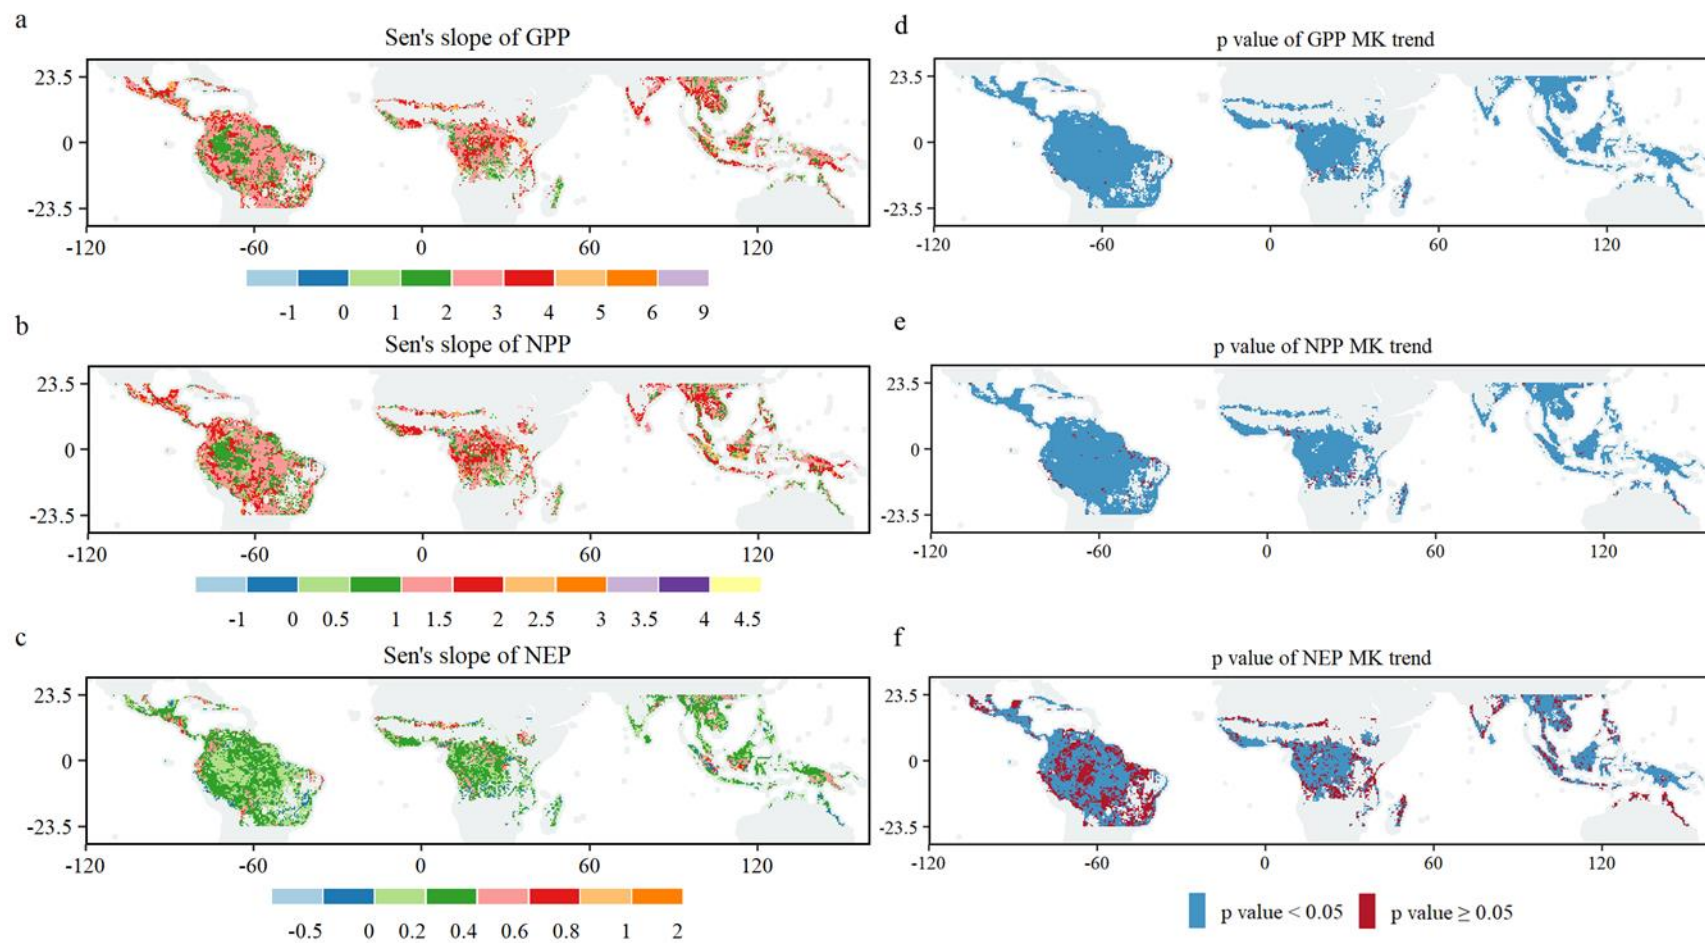 a
Sen's slope of GPP
23.5
0
-23.5
-120 -60 0 60 120
-1 0 1 2 3 4 5 6 9
b
Sen's slope of NPP
23.5
0
-23.5
-120 -60 0 60 120
-1 0 0.5 1 1.5 2 2.5 3 3.5 4 4.5
c
Sen's slope of NEP
23.5
0
-23.5
-120 -60 0 60 120
-0.5 0 0.2 0.4 0.6 0.8 1 2
d
p value of GPP MK trend
23.5
0
-23.5
-120 -60 0 60 120
e
p value of NPP MK trend
23.5
0
-23.5
-120 -60 0 60 120
f
p value of NEP MK trend
23.5
0
-23.5
-120 -60 0 60 120
p value < 0.05 p value ≥ 0.05